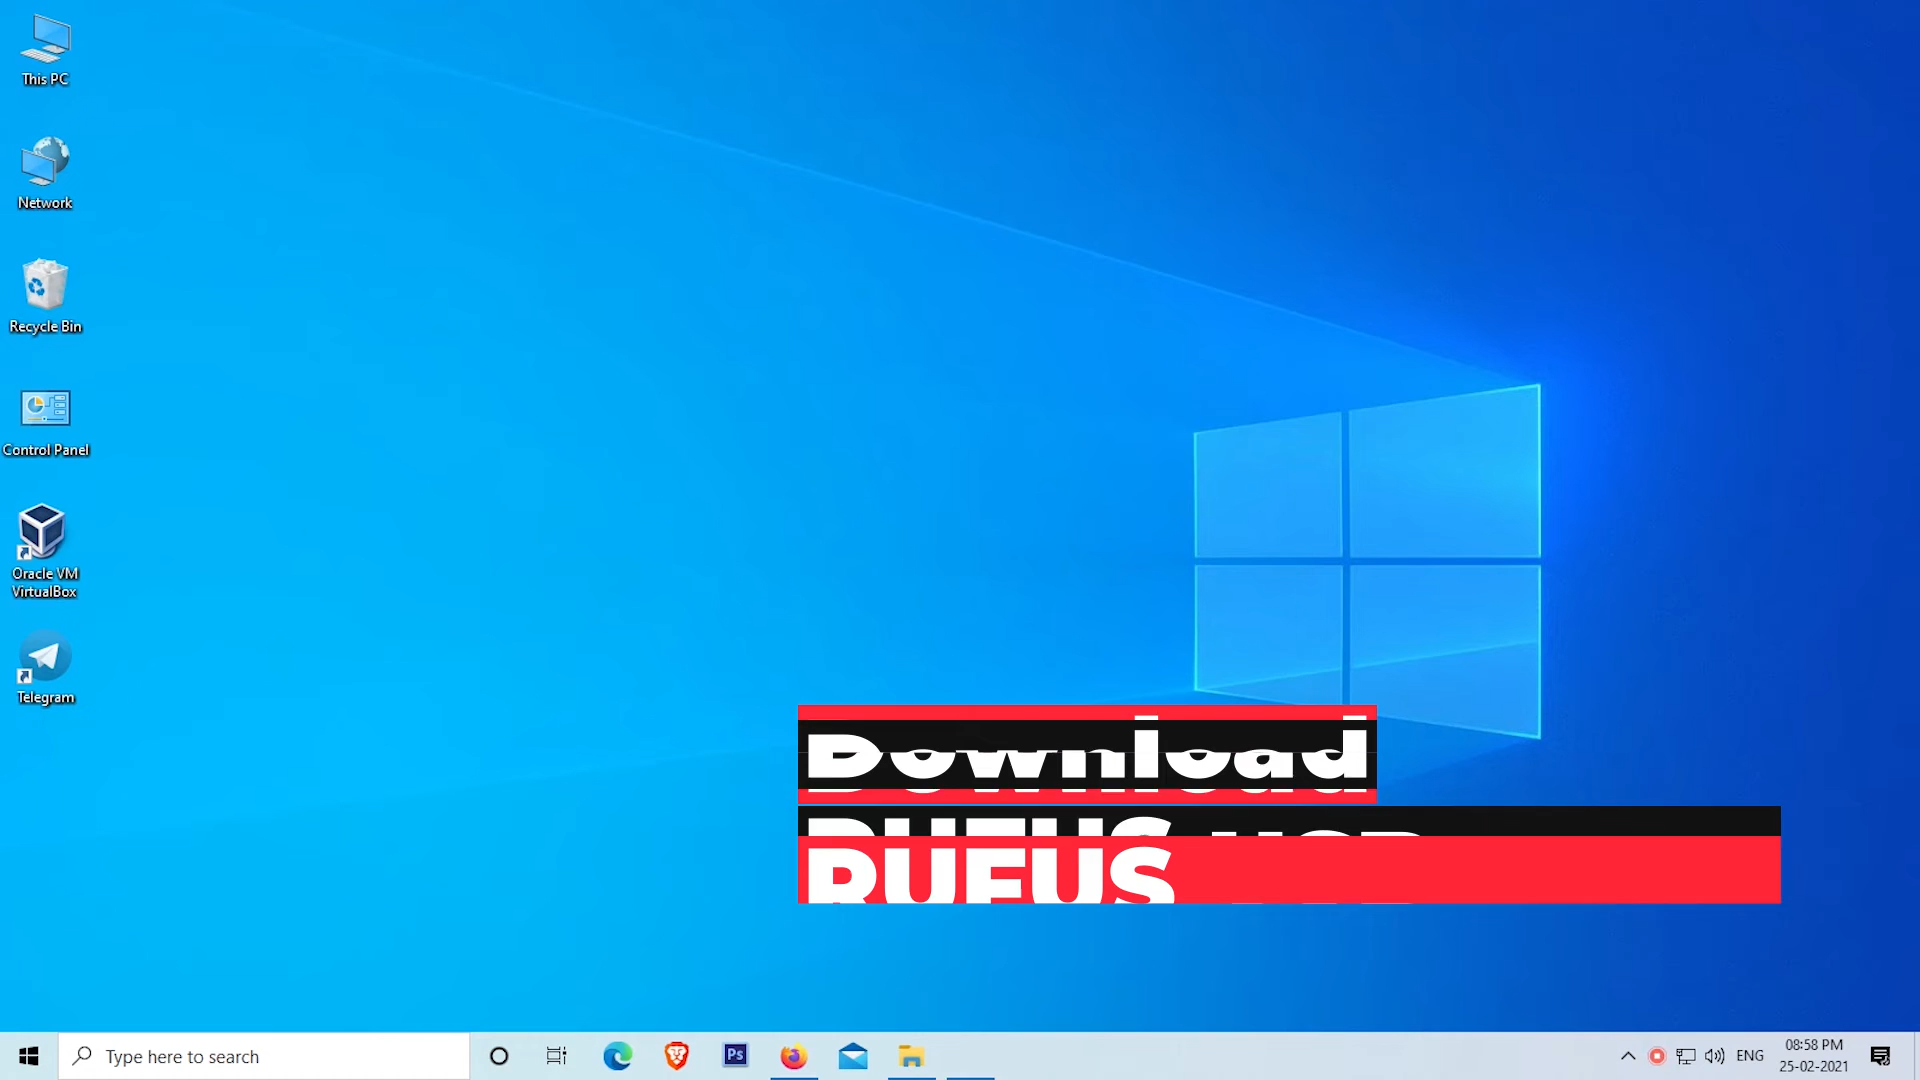 This PC
Network
Recycle Bin
Control Panel
Oracle VM
VirtualBox
Telegram
Download
RUFUS
Type here to search
Ps
ENG
08:58 PM
25-02-2021